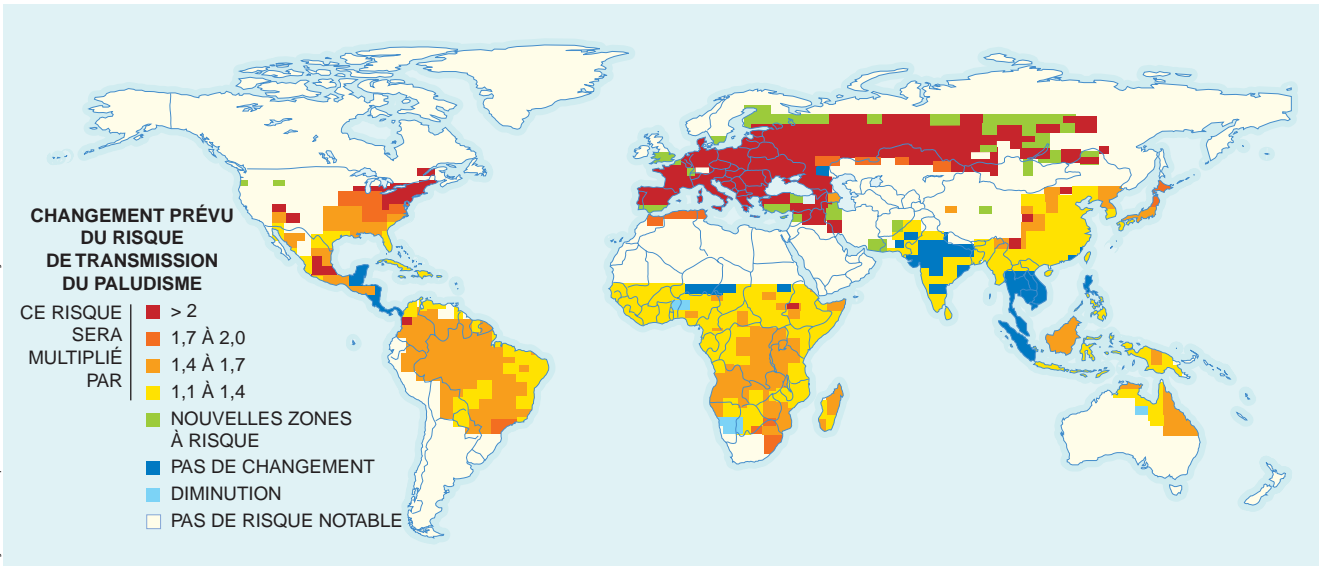 CHANGEMENT PRÉVU
DU RISQUE
DE TRANSMISSION
DU PALUDISME
CE RISQUE
SERA
MULTIPLIÉ
PAR
> 2
1,7 À 2,0
1,4 À 1,7
1,1 À 1,4
NOUVELLES ZONES
À RISQUE
PAS DE CHANGEMENT
DIMINUTION
PAS DE RISQUE NOTABLE